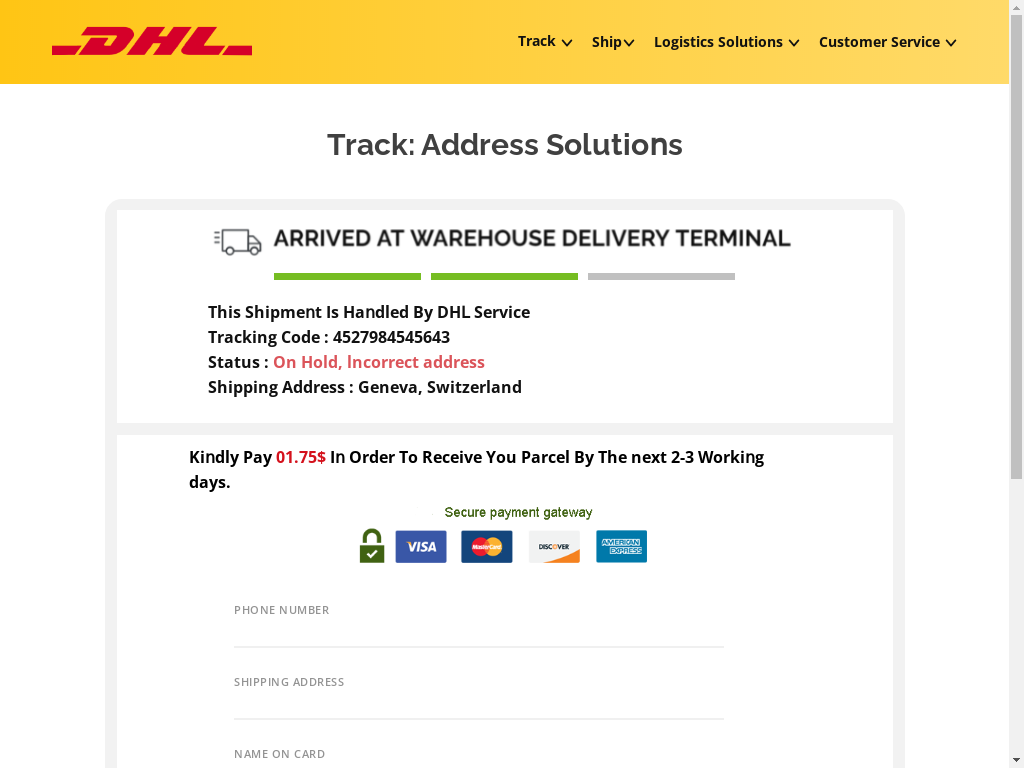 DHL
Track Ship Logistics Solutions Customer Service
Track: Address Solutions
ARRIVED AT WAREHOUSE DELIVERY TERMINAL
This Shipment Is Handled By DHL Service
Tracking Code : 4527984545643
Status : On Hold, Incorrect address
Shipping Address : Geneva, Switzerland
Kindly Pay 01.75$ In Order To Receive You Parcel By The next 2-3 Working
days.
Secure payment gateway
VISA MasterCard DISCOVER AMERICAN EXPRESS
PHONE NUMBER
SHIPPING ADDRESS
NAME ON CARD